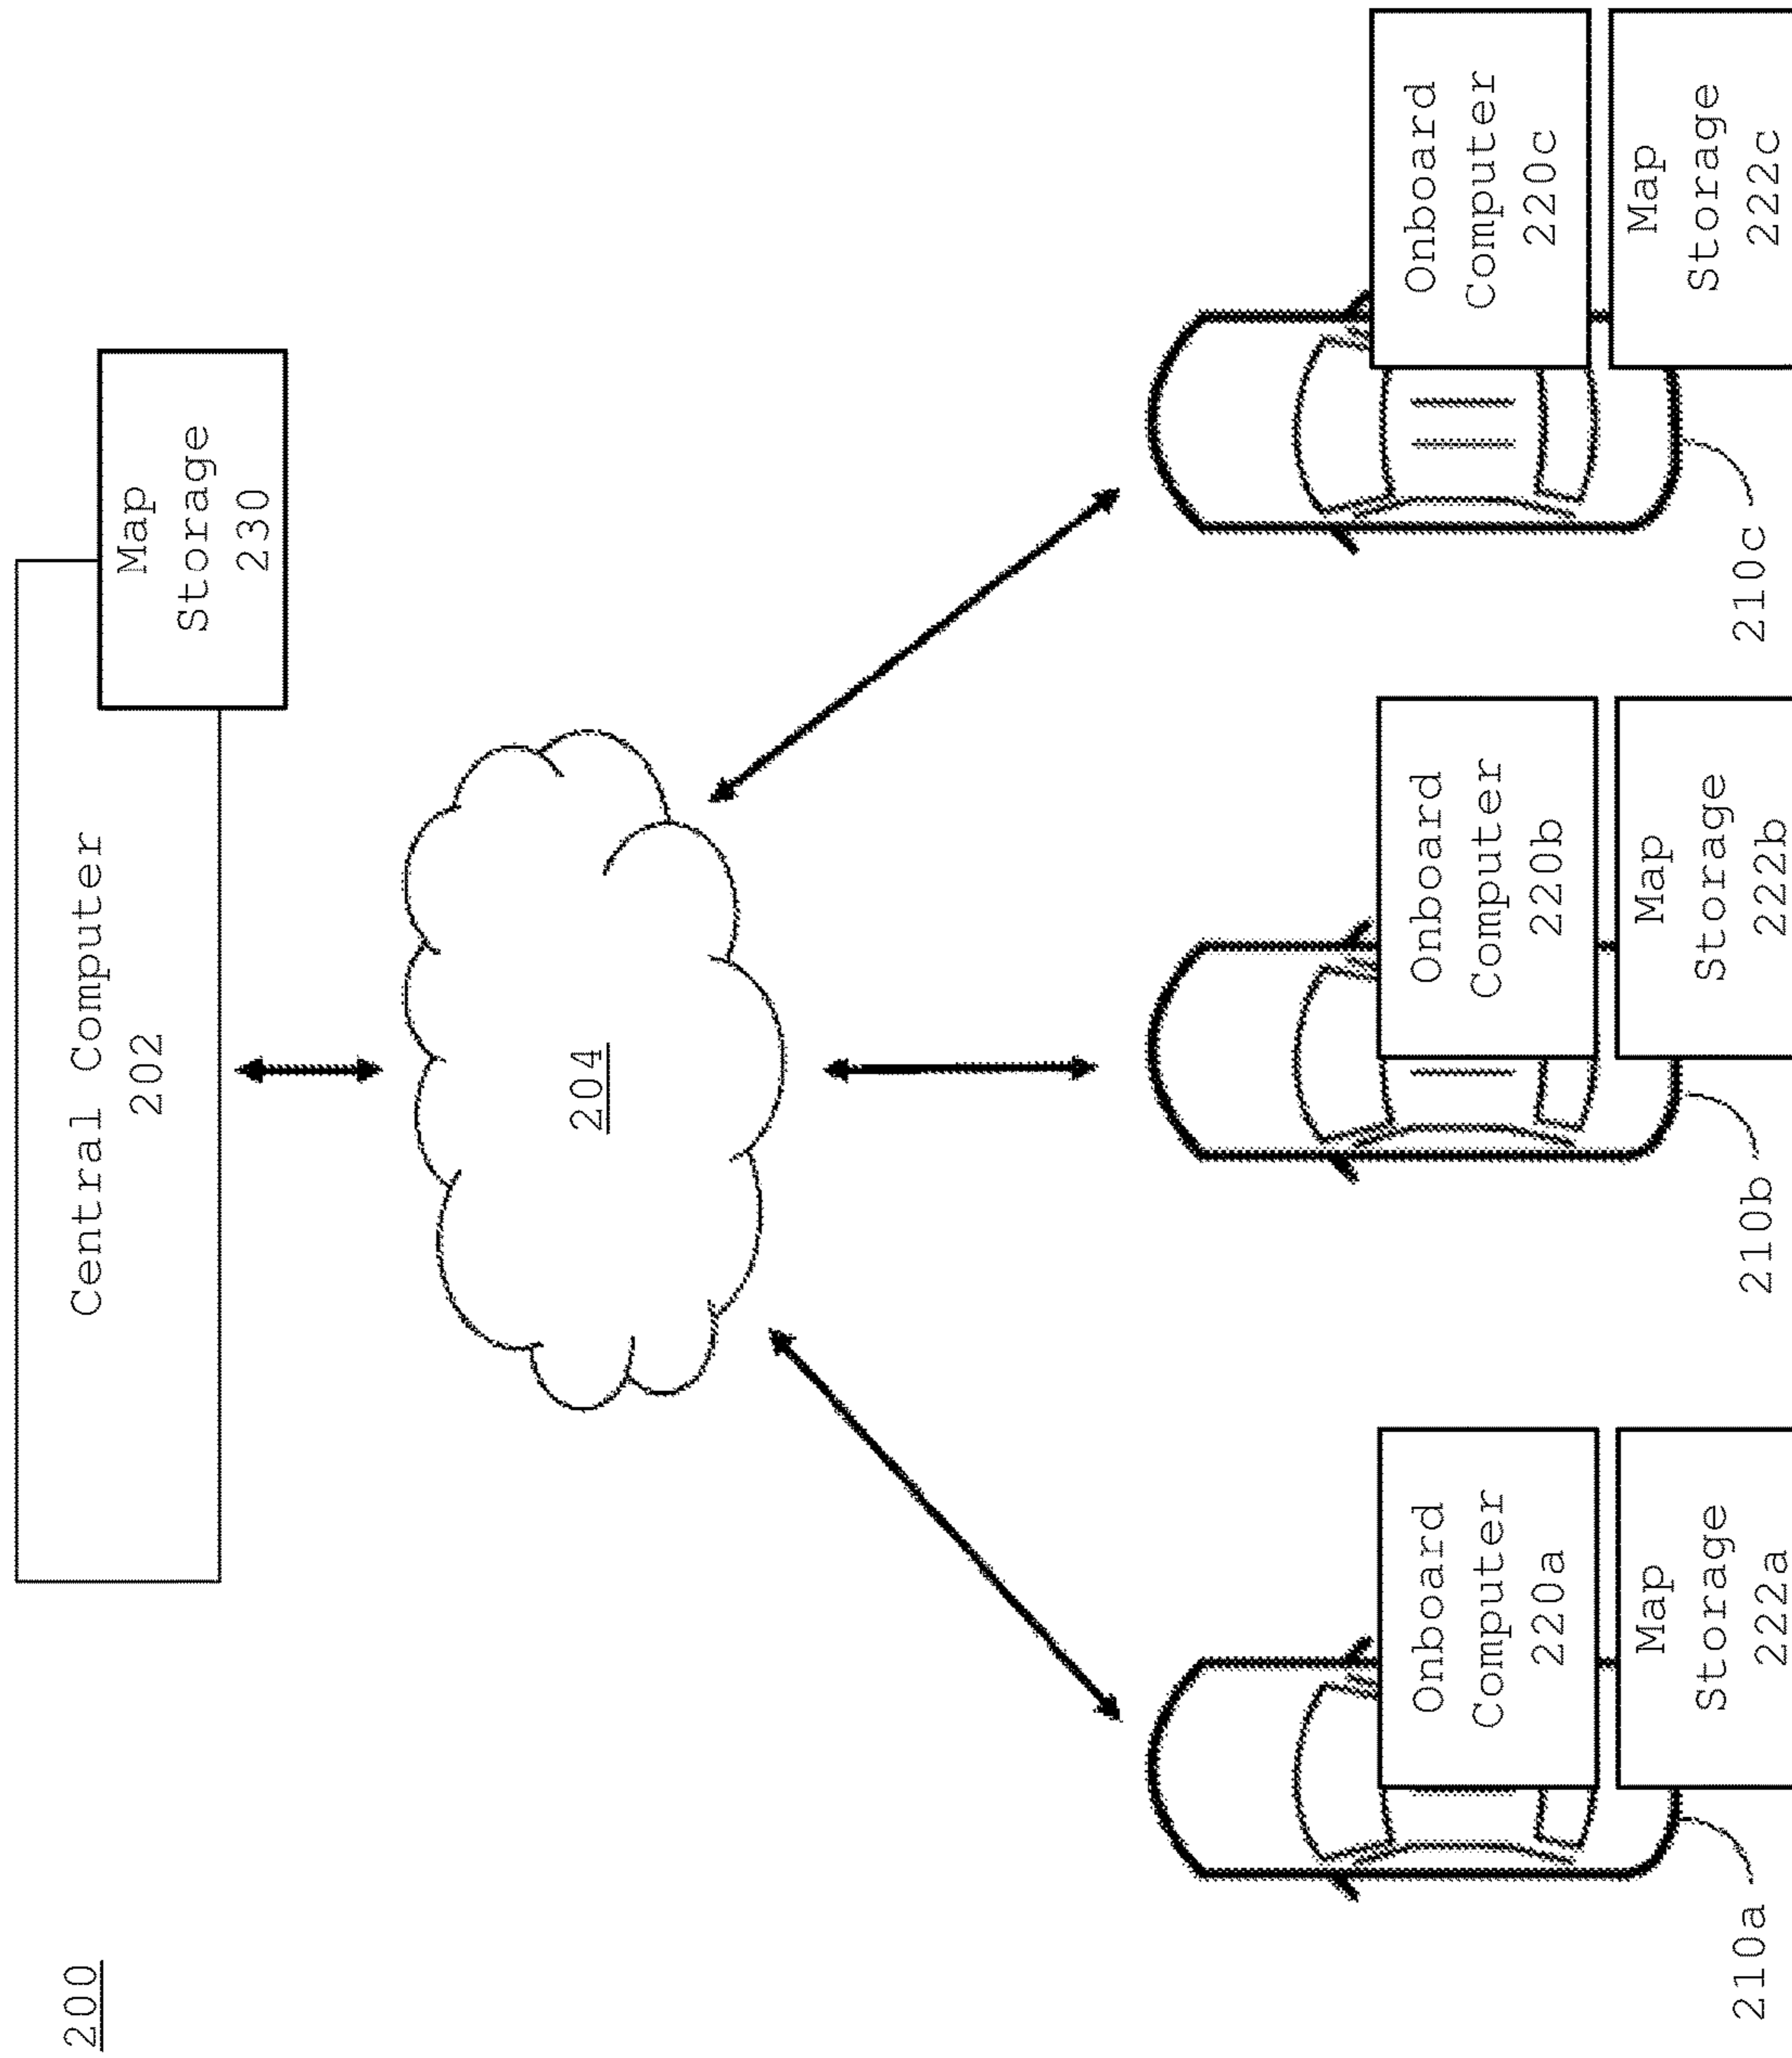 200
Central Computer
202
Map
Storage
230
204
Onboard
Computer
220a
Map
Storage
222a
210a
Onboard
Computer
220b
Map
Storage
222b
210b
Onboard
Computer
220c
Map
Storage
222c
210c